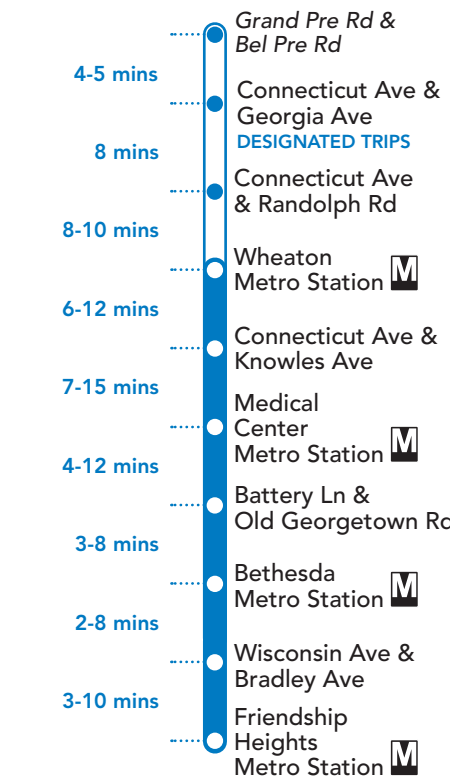 Grand Pre Rd &
Bel Pre Rd
4-5 mins
Connecticut Ave &
Georgia Ave
DESIGNATED TRIPS
8 mins
Connecticut Ave
& Randolph Rd
8-10 mins
Wheaton
Metro Station M
6-12 mins
Connecticut Ave &
Knowles Ave
7-15 mins
Medical
Center
Metro Station M
4-12 mins
Battery Ln &
Old Georgetown Rd
3-8 mins
Bethesda
Metro Station M
2-8 mins
Wisconsin Ave &
Bradley Ave
3-10 mins
Friendship
Heights
Metro Station M